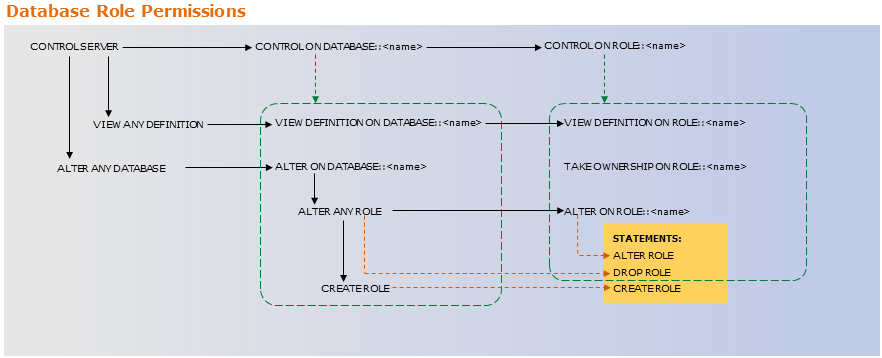 Database Role Permissions
CONTROL SERVER
CONTROL ON DATABASE::<name>
CONTROL ON ROLE::<name>
VIEW ANY DEFINITION
VIEW DEFINITION ON DATABASE::<name>
VIEW DEFINITION ON ROLE::<name>
ALTER ANY DATABASE
ALTER ON DATABASE::<name>
TAKE OWNERSHIP ON ROLE::<name>
ALTER ANY ROLE
ALTER ON ROLE::<name>
STATEMENTS:
ALTER ROLE
DROP ROLE
CREATE ROLE
CREATE ROLE